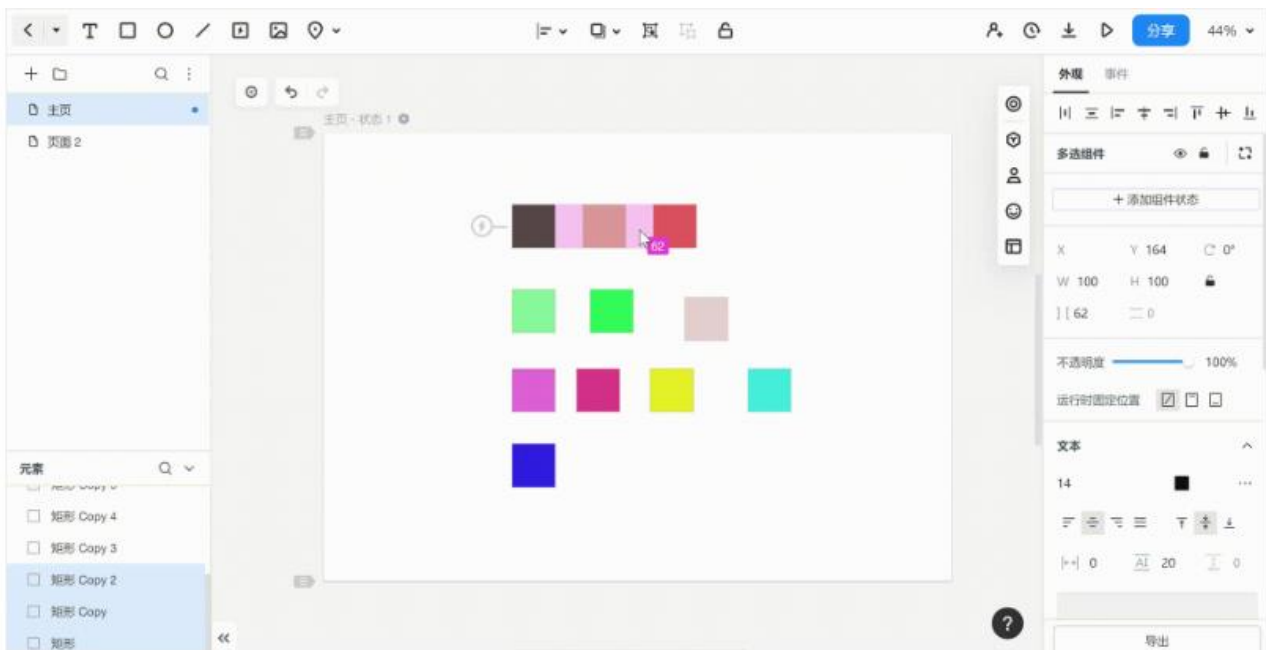 分享
44%
外观 事件
主页
页面 2
主页 - 状态 1
多选组件
+ 添加组件状态
X Y 164 0°
W 100 H 100
62 0
62
不透明度 100%
运行时固定位置
文本
14
0 AI 20 0
导出
元素
矩形 Copy 4
矩形 Copy 3
矩形 Copy 2
矩形 Copy
矩形
?